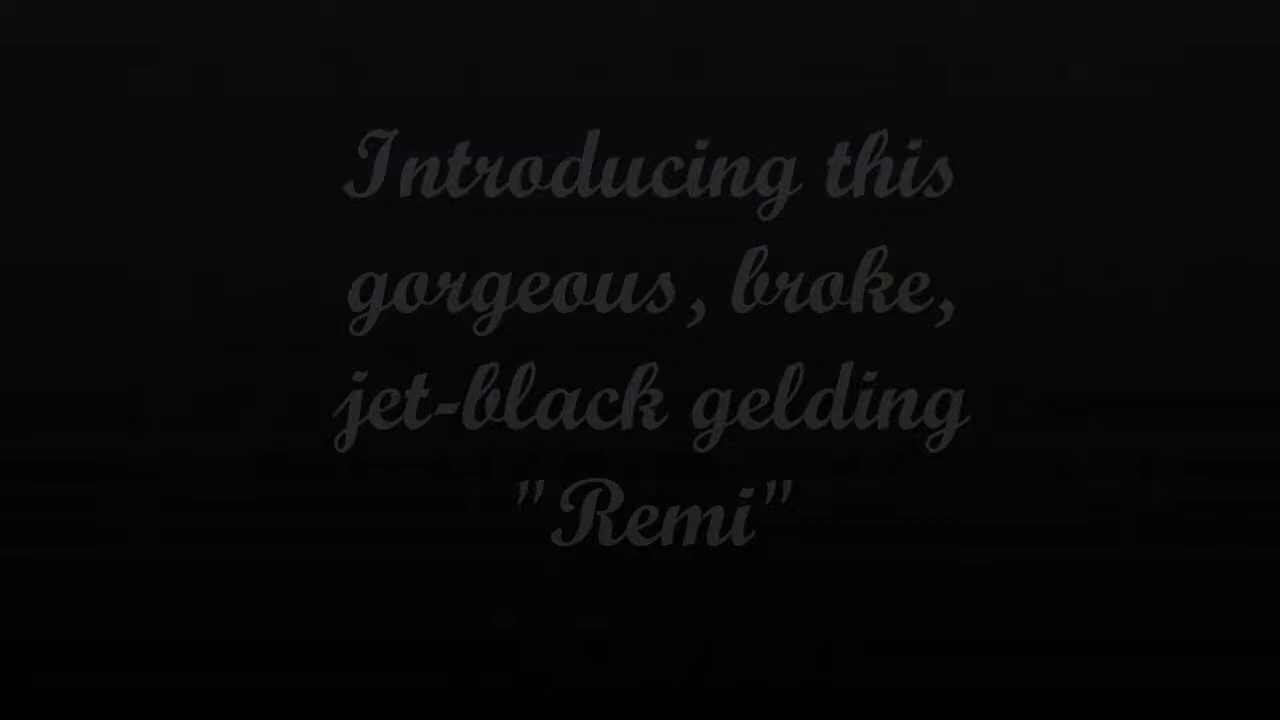 Introducing this
gorgeous, broke,
jet-black gelding
"Remi"